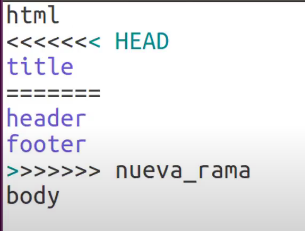 html
<<<<<<< HEAD
title
=======
header
footer
>>>>>>> nueva_rama
body